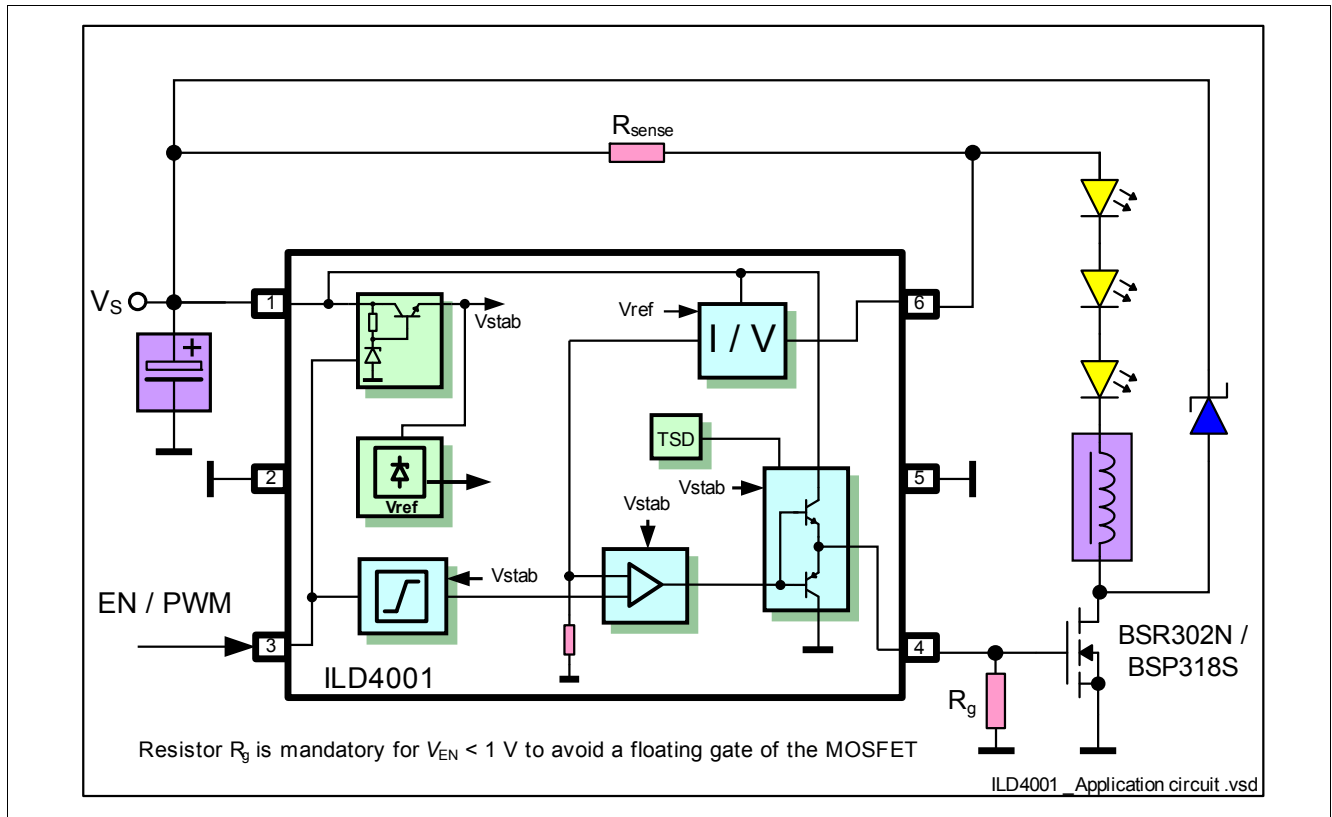 Rsense
VS
1
Vstab
Vref
I / V
6
+
TSD
2
Vref
Vstab
5
Vstab
Vstab
EN / PWM
3
4
BSR302N /
BSP318S
ILD4001
Rg
Resistor Rg is mandatory for VEN < 1 V to avoid a floating gate of the MOSFET
ILD4001 _Application circuit .vsd